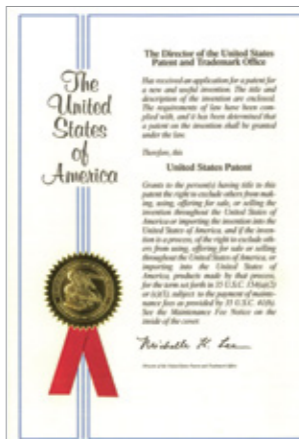 The
United
States
of
America
The Director of the United States
Patent and Trademark Office
Has received an application for a patent for
a new and useful invention. The title and
description of the invention are enclosed.
The requirements of law have been com-
plied with, and it has been determined that
a patent on the invention shall be granted
under the law.
Therefore, this
United States Patent
Grants to the person(s) having title to this
patent the right to exclude others from mak-
ing, using, offering for sale, or selling the
invention throughout the United States of
America or importing the invention into the
United States of America, and if the inven-
tion is a process, of the right to exclude oth-
ers from using, offering for sale or selling
throughout the United States of America, or
importing into the United States of
America, products made by that process,
for the term set forth in 35 U.S.C. 154(a)(2)
or (c)(1), subject to the payment of mainte-
nance fees as provided by 35 U.S.C. 41(b).
See the Maintenance Fee Notice on the
inside of the cover.
Michelle K. Lee
Director of the United States Patent and Trademark Office